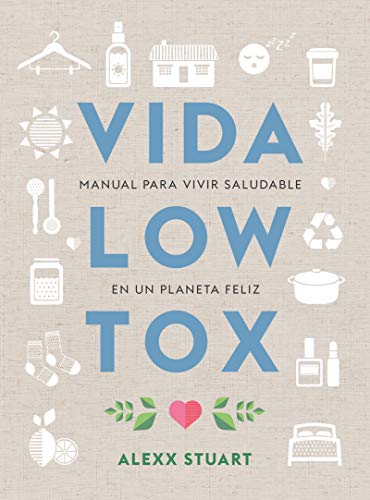 VIDA
MANUAL PARA VIVIR SALUDABLE
LOW
EN UN PLANETA FELIZ
TOX
ALEXX STUART